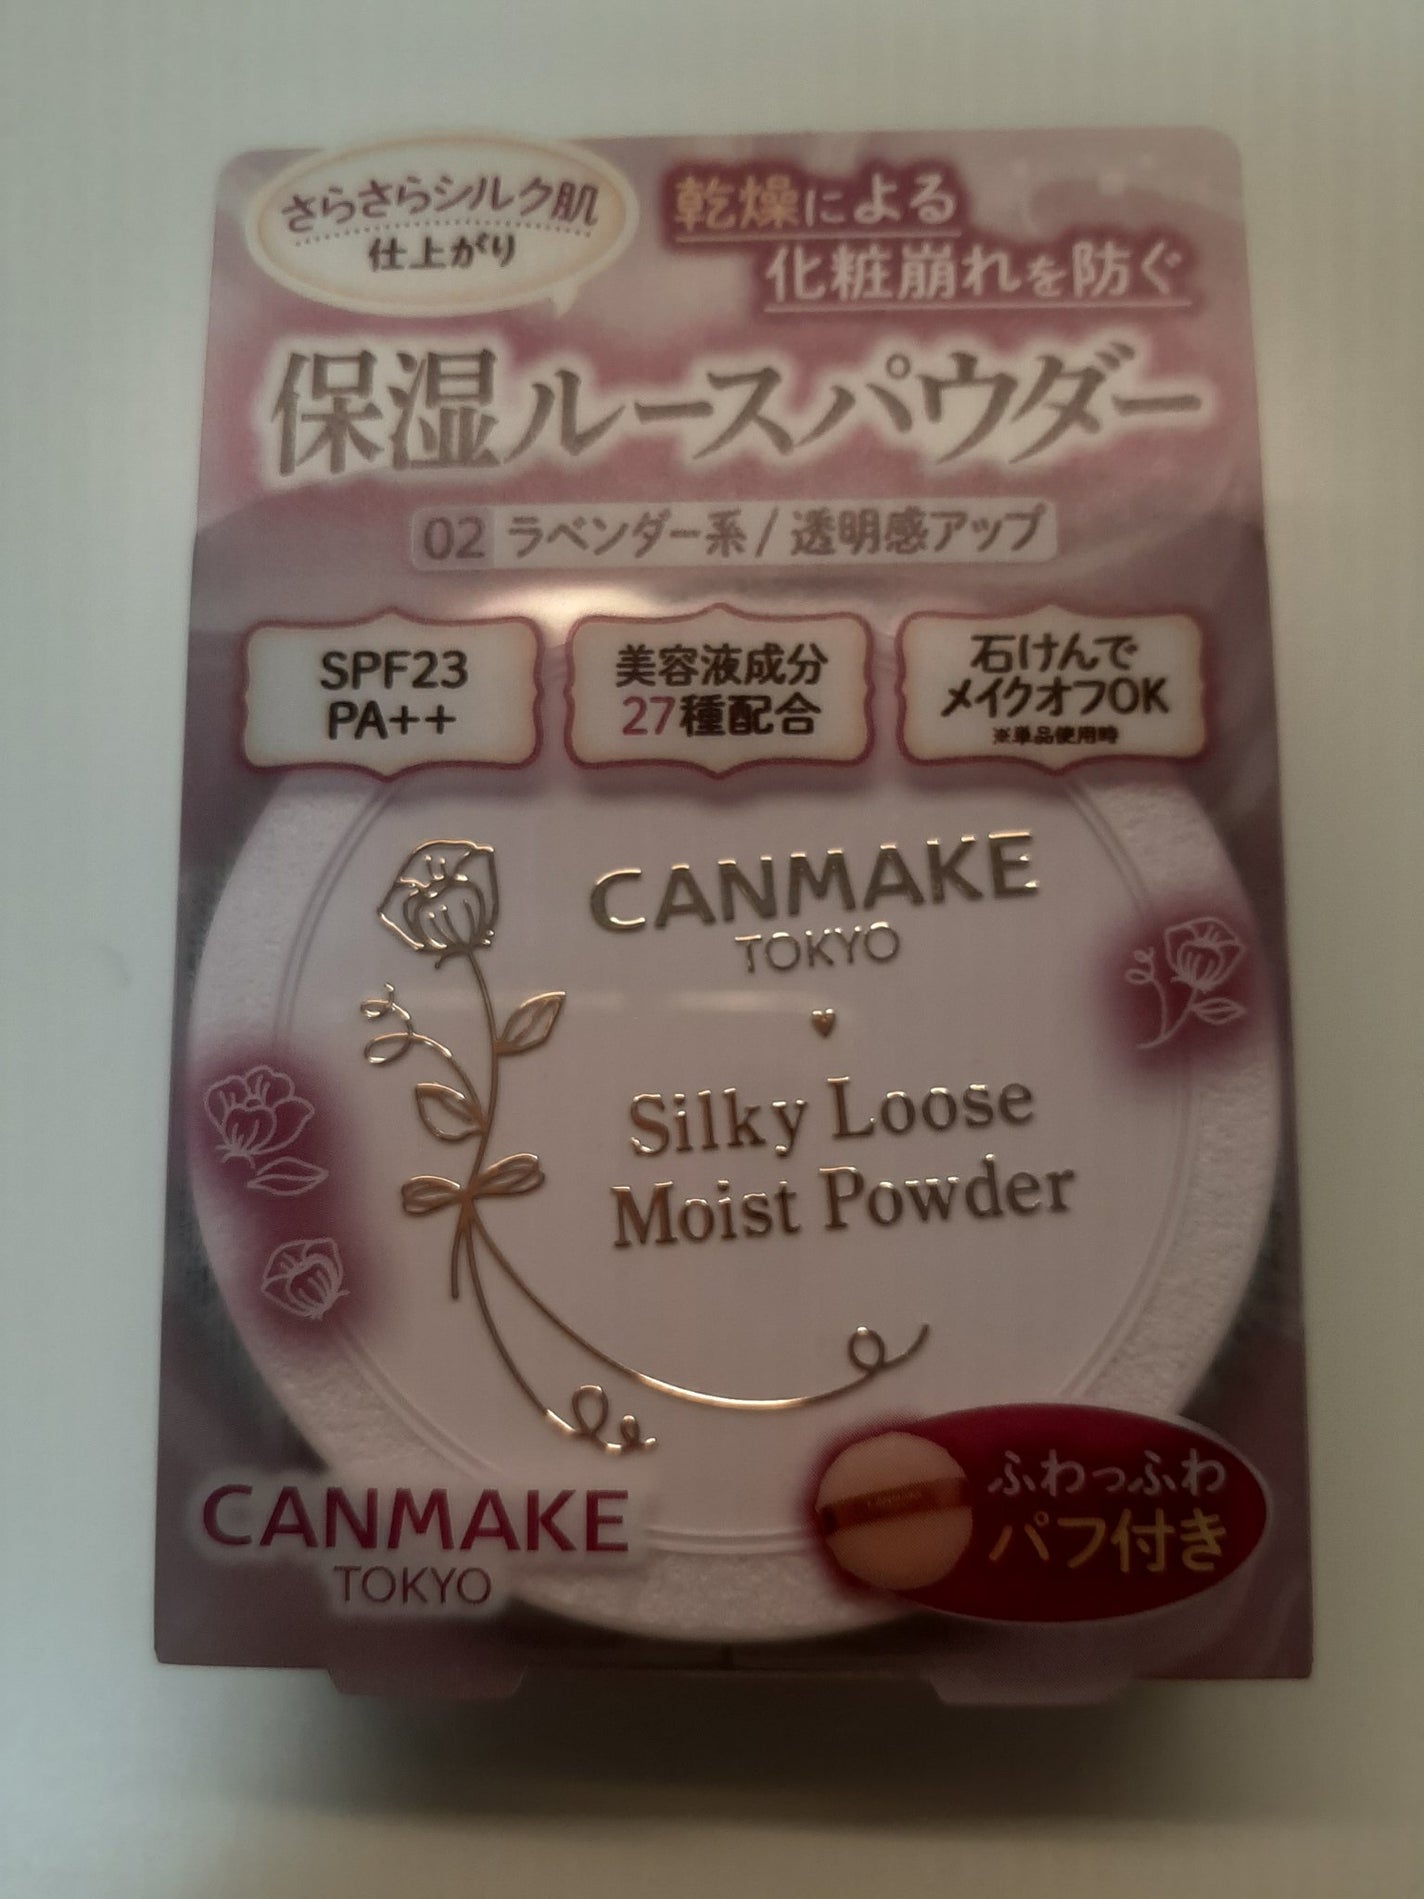 さらさらシルク肌
仕上がり
乾燥による
化粧崩れを防ぐ
保湿ルースパウダー
02 ラベンダー系 / 透明感アップ
SPF23
PA++
美容液成分
27種配合
石けんで
メイクオフOK
※単品使用時
CANMAKE
TOKYO
Silky Loose
Moist Powder
ふわっふわ
パフ付き
CANMAKE
TOKYO